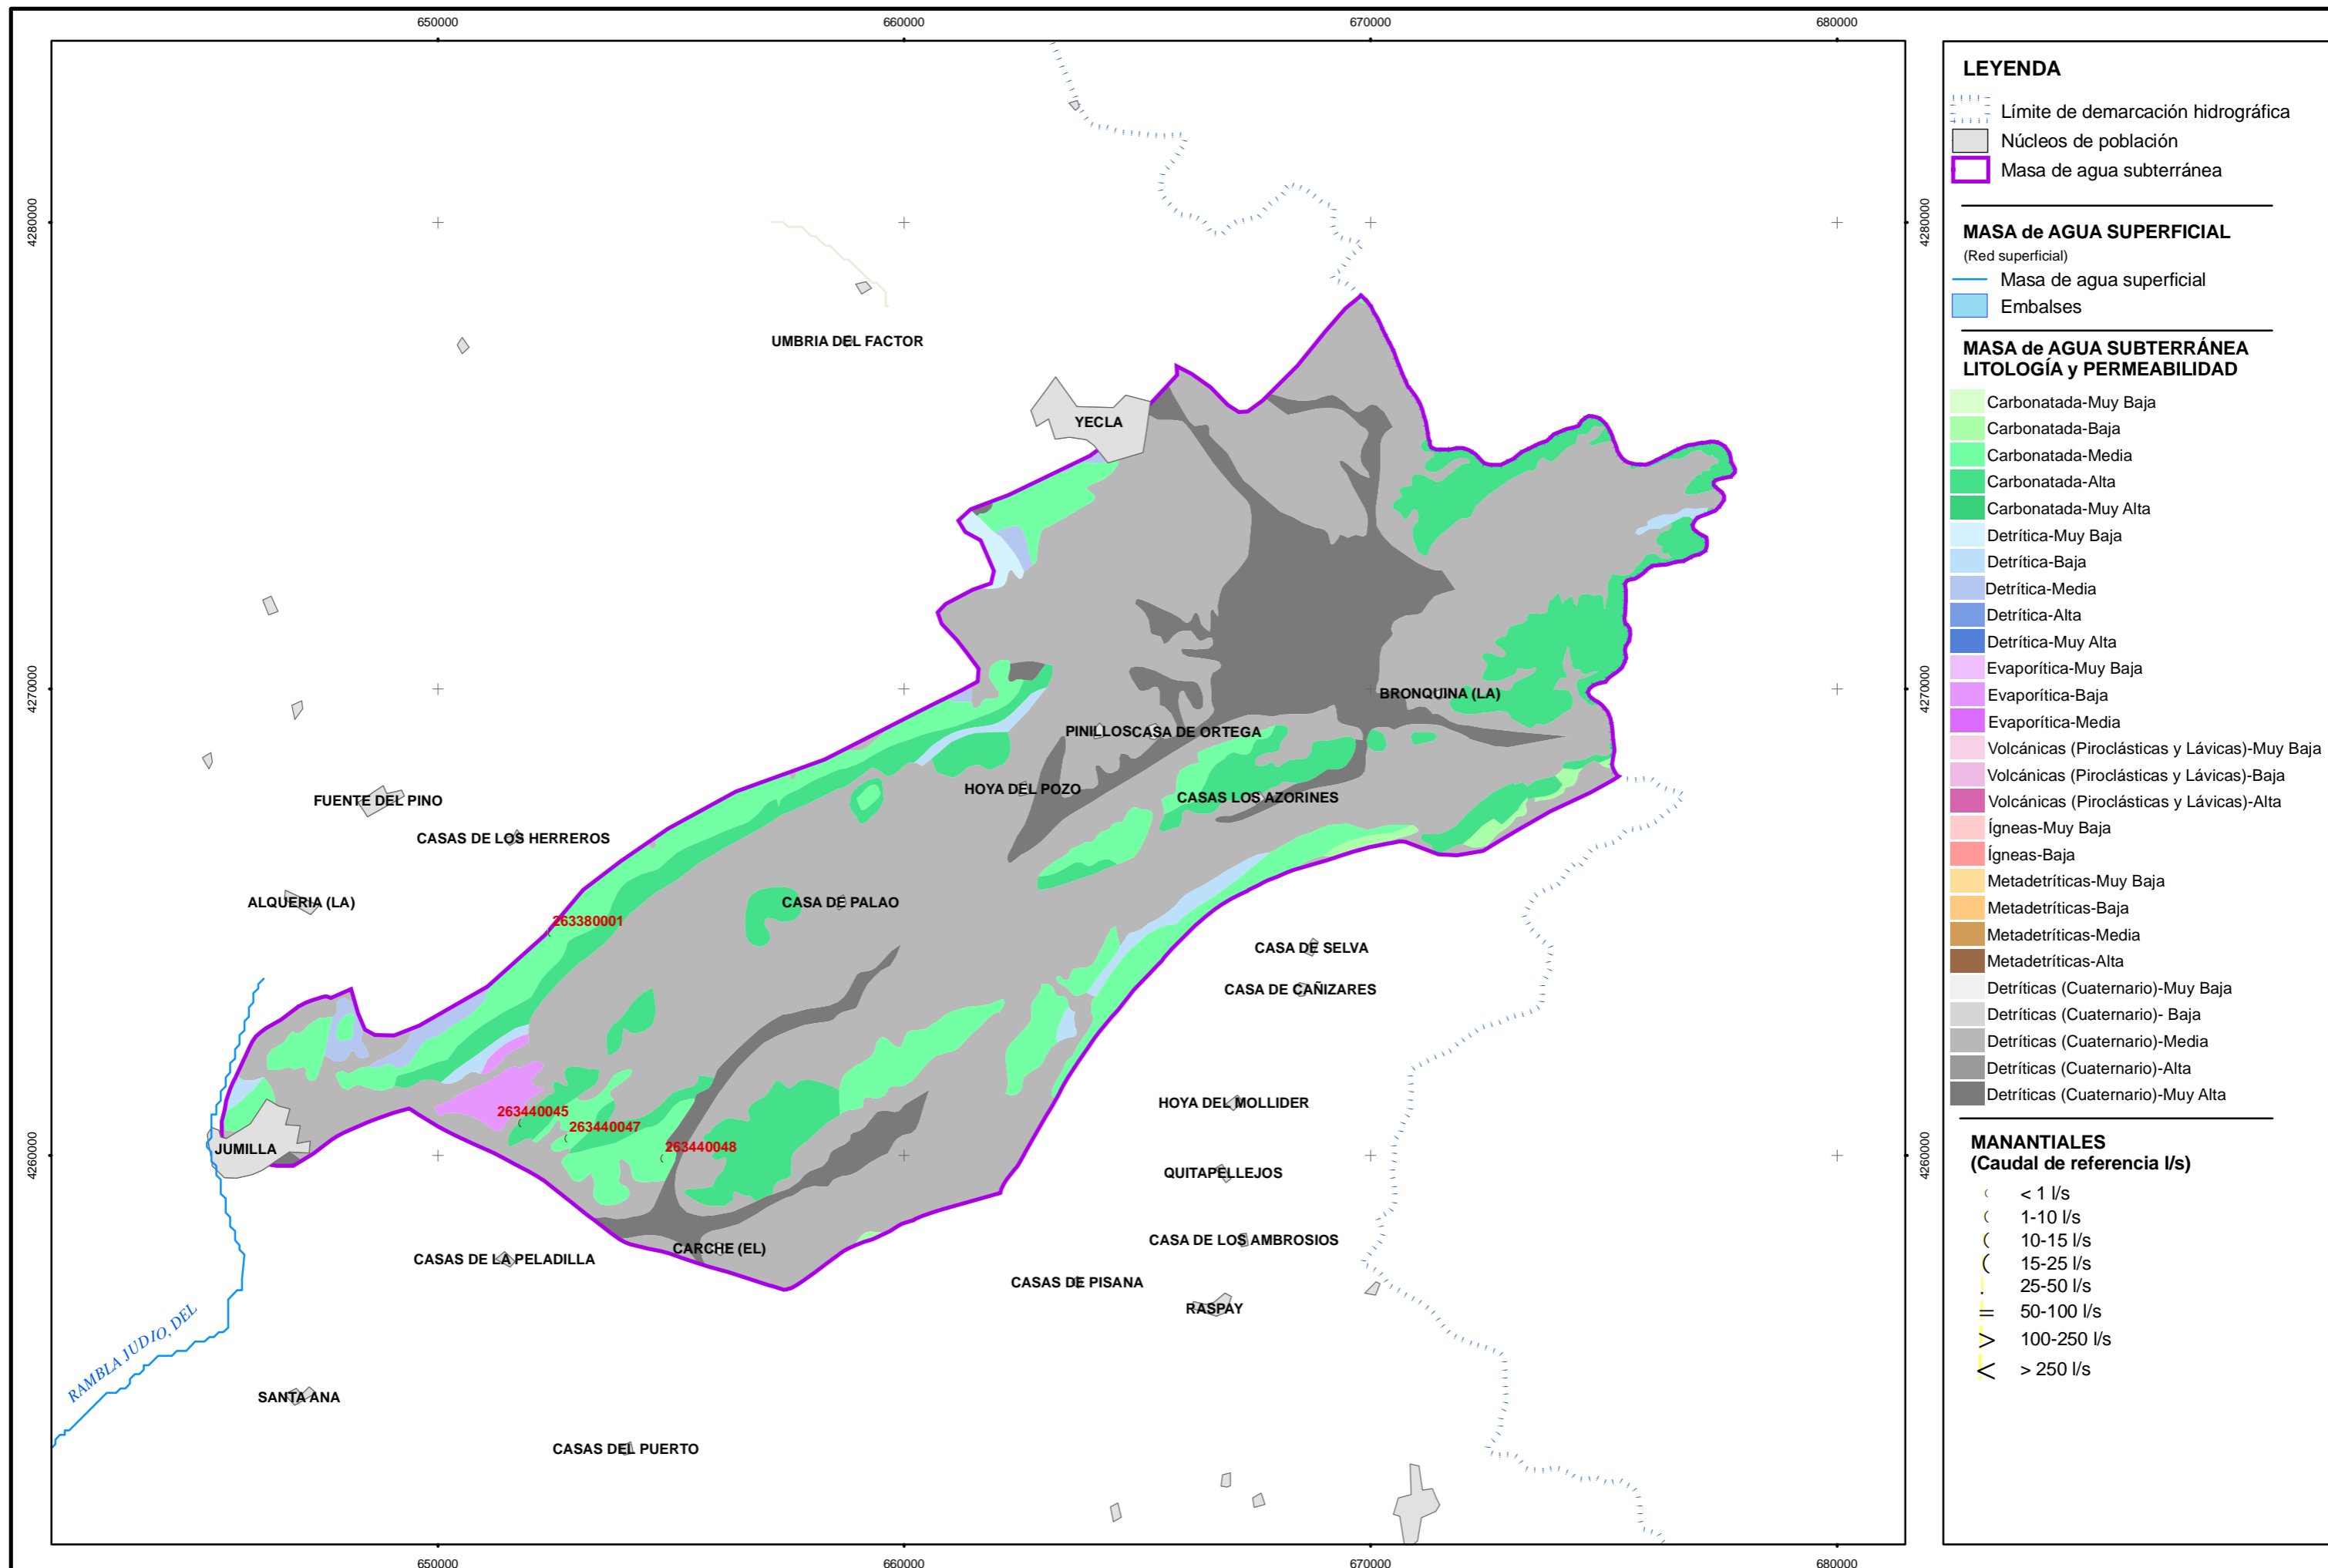 650000
660000
670000
680000
4280000
4280000
4270000
4270000
4260000
4260000
UMBRIA DEL FACTOR
YECLA
BRONQUINA (LA)
PINILLOS
CASA DE ORTEGA
HOYA DEL POZO
CASAS LOS AZORINES
FUENTE DEL PINO
CASAS DE LOS HERREROS
ALQUERIA (LA)
CASA DE PALAO
263380001
CASA DE SELVA
CASA DE CAÑIZARES
HOYA DEL MOLLIDER
263440045
263440047
263440048
JUMILLA
QUITAPELLEJOS
CASA DE LOS AMBROSIOS
CARCHE (EL)
CASAS DE LA PELADILLA
CASAS DE PISANA
RASPAY
RAMBLA JUDIO, DEL
SANTA ANA
CASAS DEL PUERTO
650000
660000
670000
680000
LEYENDA
Límite de demarcación hidrográfica
Núcleos de población
Masa de agua subterránea
MASA de AGUA SUPERFICIAL
(Red superficial)
Masa de agua superficial
Embalses
MASA de AGUA SUBTERRÁNEA
LITOLOGÍA y PERMEABILIDAD
Carbonatada-Muy Baja
Carbonatada-Baja
Carbonatada-Media
Carbonatada-Alta
Carbonatada-Muy Alta
Detrítica-Muy Baja
Detrítica-Baja
Detrítica-Media
Detrítica-Alta
Detrítica-Muy Alta
Evaporítica-Muy Baja
Evaporítica-Baja
Evaporítica-Media
Volcánicas (Piroclásticas y Lávicas)-Muy Baja
Volcánicas (Piroclásticas y Lávicas)-Baja
Volcánicas (Piroclásticas y Lávicas)-Alta
Ígneas-Muy Baja
Ígneas-Baja
Metadetríticas-Muy Baja
Metadetríticas-Baja
Metadetríticas-Media
Metadetríticas-Alta
Detríticas (Cuaternario)-Muy Baja
Detríticas (Cuaternario)- Baja
Detríticas (Cuaternario)-Media
Detríticas (Cuaternario)-Alta
Detríticas (Cuaternario)-Muy Alta
MANANTIALES
(Caudal de referencia l/s)
< 1 l/s
1-10 l/s
10-15 l/s
15-25 l/s
25-50 l/s
50-100 l/s
100-250 l/s
> 250 l/s